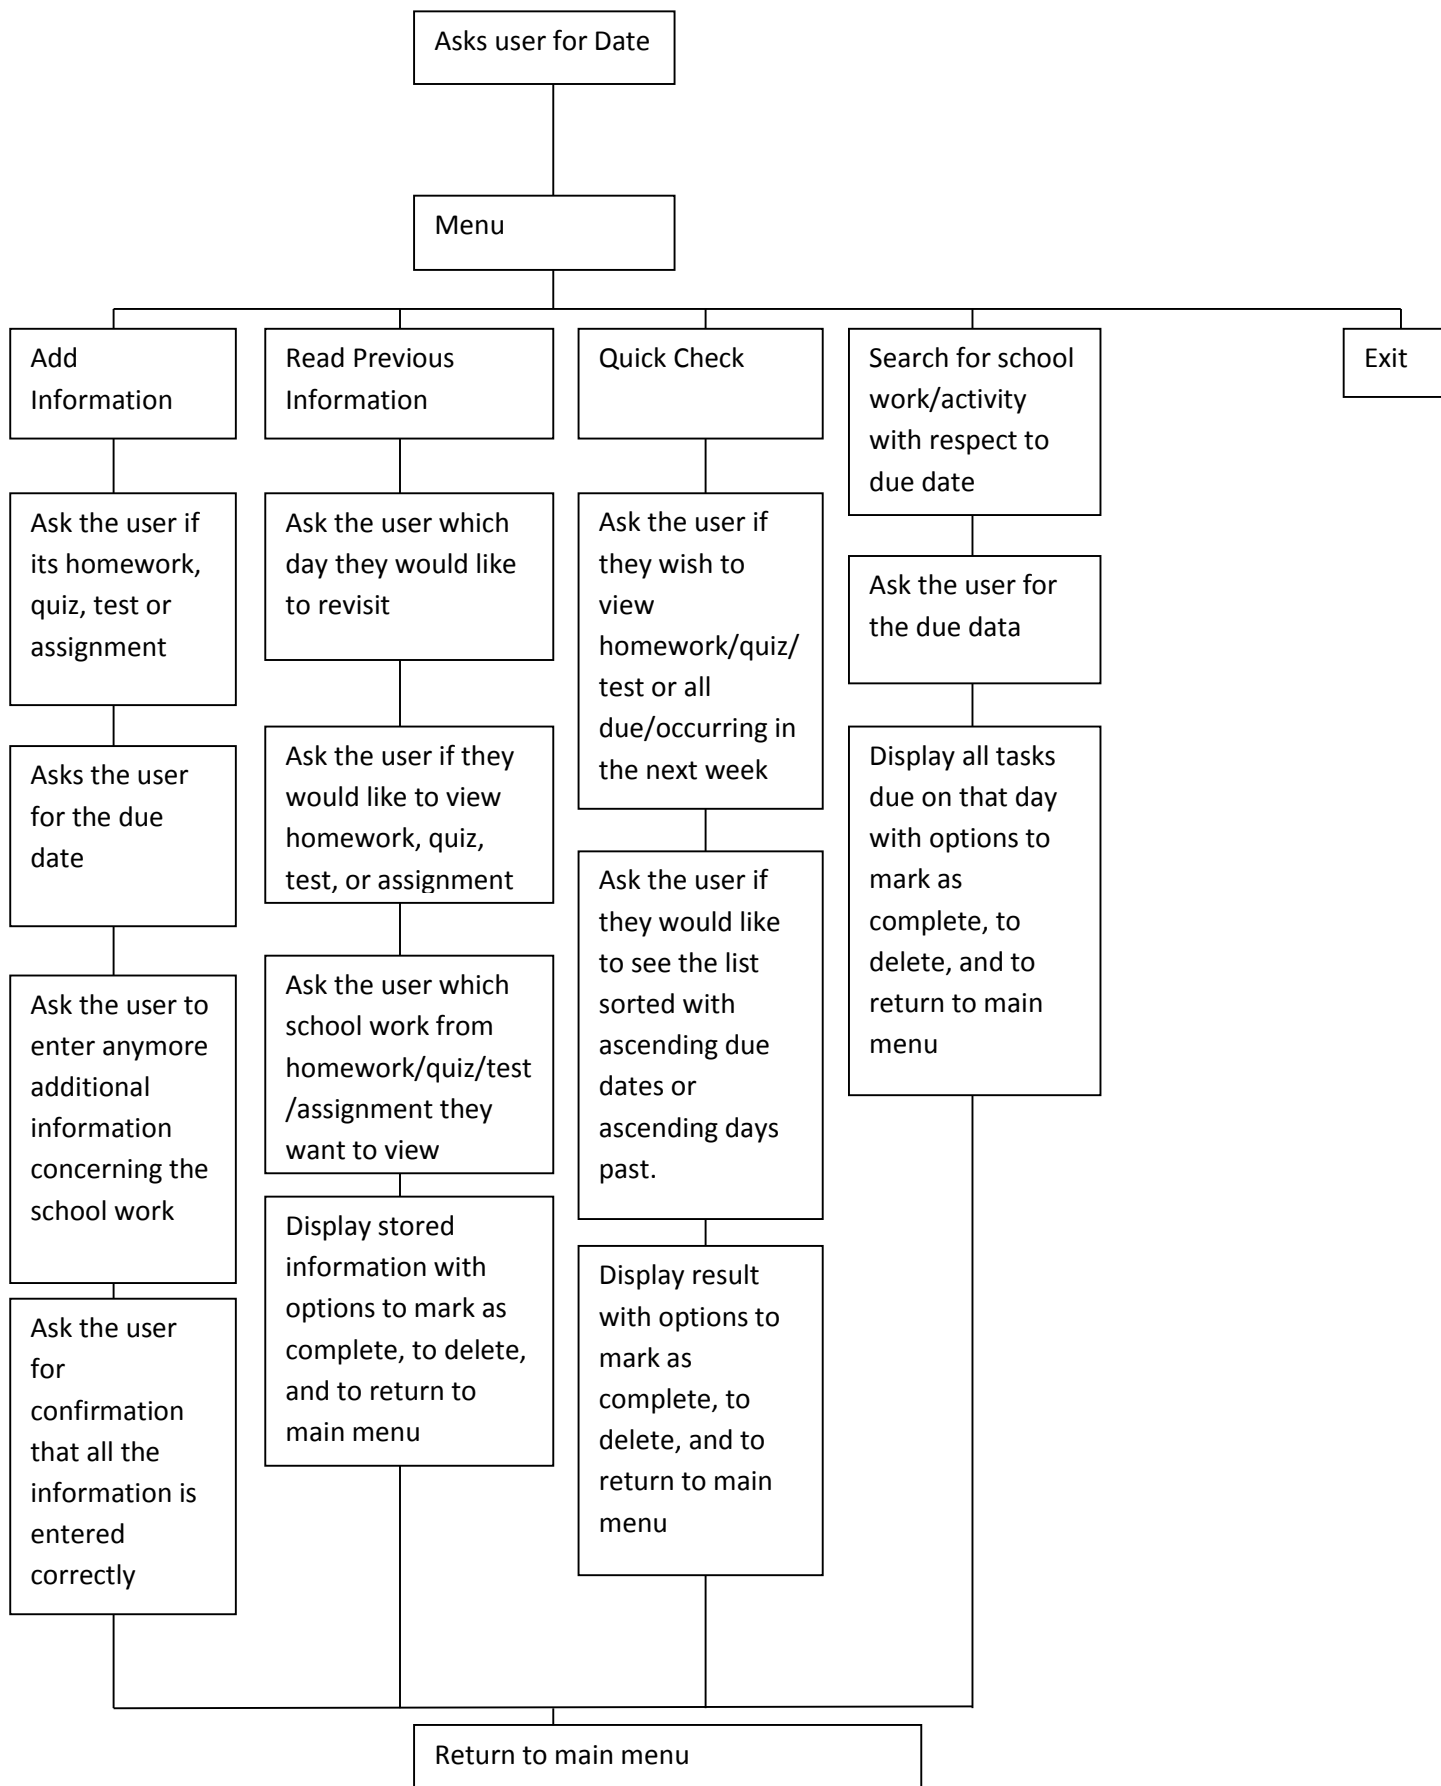 Asks user for Date
Menu
Add
Information
Read Previous
Information
Quick Check
Search for school
work/activity
with respect to
due date
Exit
Ask the user if
its homework,
quiz, test or
assignment
Asks the user
for the due
date
Ask the user to
enter anymore
additional
information
concerning the
school work
Ask the user
for
confirmation
that all the
information is
entered
correctly
Ask the user which
day they would like
to revisit
Ask the user if they
would like to view
homework, quiz,
test, or assignment
Ask the user which
school work from
homework/quiz/test
/assignment they
want to view
Display stored
information with
options to mark as
complete, to delete,
and to return to
main menu
Ask the user if
they wish to
view
homework/quiz/
test or all
due/occurring in
the next week
Ask the user if
they would like
to see the list
sorted with
ascending due
dates or
ascending days
past.
Display result
with options to
mark as
complete, to
delete, and to
return to main
menu
Ask the user for
the due data
Display all tasks
due on that day
with options to
mark as
complete, to
delete, and to
return to main
menu
Return to main menu